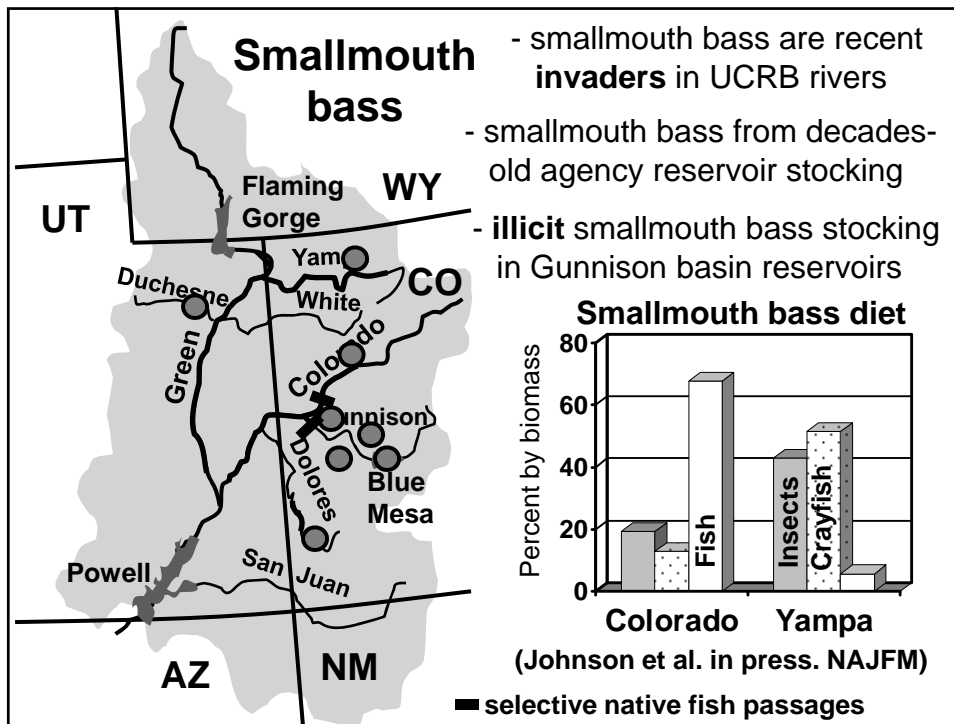 Smallmouth
bass
- smallmouth bass are recent
invaders in UCRB rivers
- smallmouth bass from decades-
old agency reservoir stocking
- illicit smallmouth bass stocking
in Gunnison basin reservoirs
UT
WY
CO
AZ
NM
Flaming
Gorge
Yam
Duchesne
White
Green
Colorado
unnison
Dolores
Blue
Mesa
Powell
San Juan
Smallmouth bass diet
Percent by biomass
80
60
40
20
0
Fish
Insects
Crayfish
Colorado Yampa
(Johnson et al. in press. NAJFM)
selective native fish passages